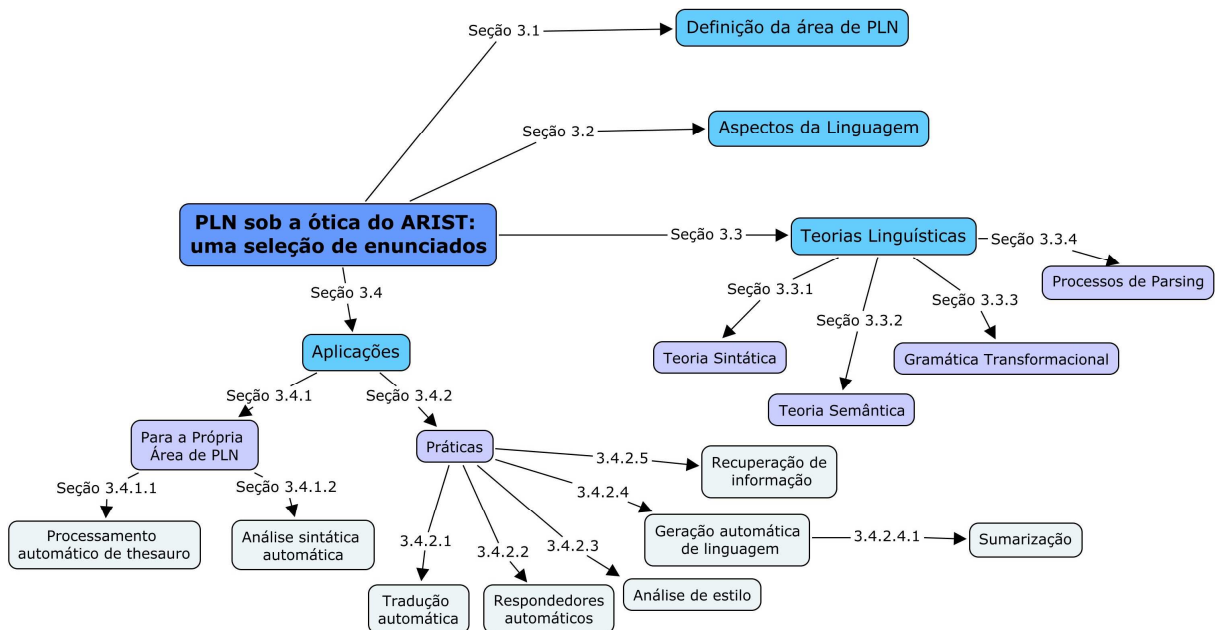 Seção 3.1
Definição da área de PLN
Seção 3.2
Aspectos da Linguagem
PLN sob a ótica do ARIST:
uma seleção de enunciados
Seção 3.3
Teorias Linguísticas
Seção 3.3.4
Processos de Parsing
Seção 3.3.1
Seção 3.3.2
Seção 3.3.3
Teoria Sintática
Teoria Semântica
Gramática Transformacional
Seção 3.4
Aplicações
Seção 3.4.1
Seção 3.4.2
Para a Própria
Área de PLN
Práticas
Seção 3.4.1.1
Seção 3.4.1.2
Processamento
automático de thesauro
Análise sintática
automática
3.4.2.5
Recuperação de
informação
3.4.2.4
Geração automática
de linguagem
3.4.2.4.1
Sumarização
3.4.2.1
3.4.2.2
3.4.2.3
Tradução
automática
Respondedores
automáticos
Análise de estilo